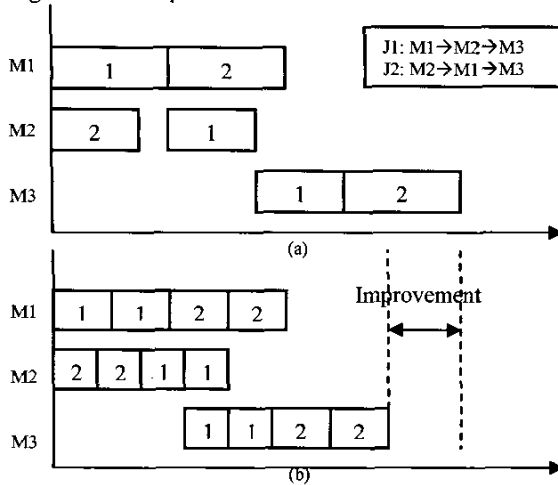 J1: M1→M2→M3
J2: M2→M1→M3
M1 1 2
M2 2 1
M3 1 2
(a)
Improvement
M1 1 1 2 2
M2 2 2 1 1
M3 1 1 2 2
(b)